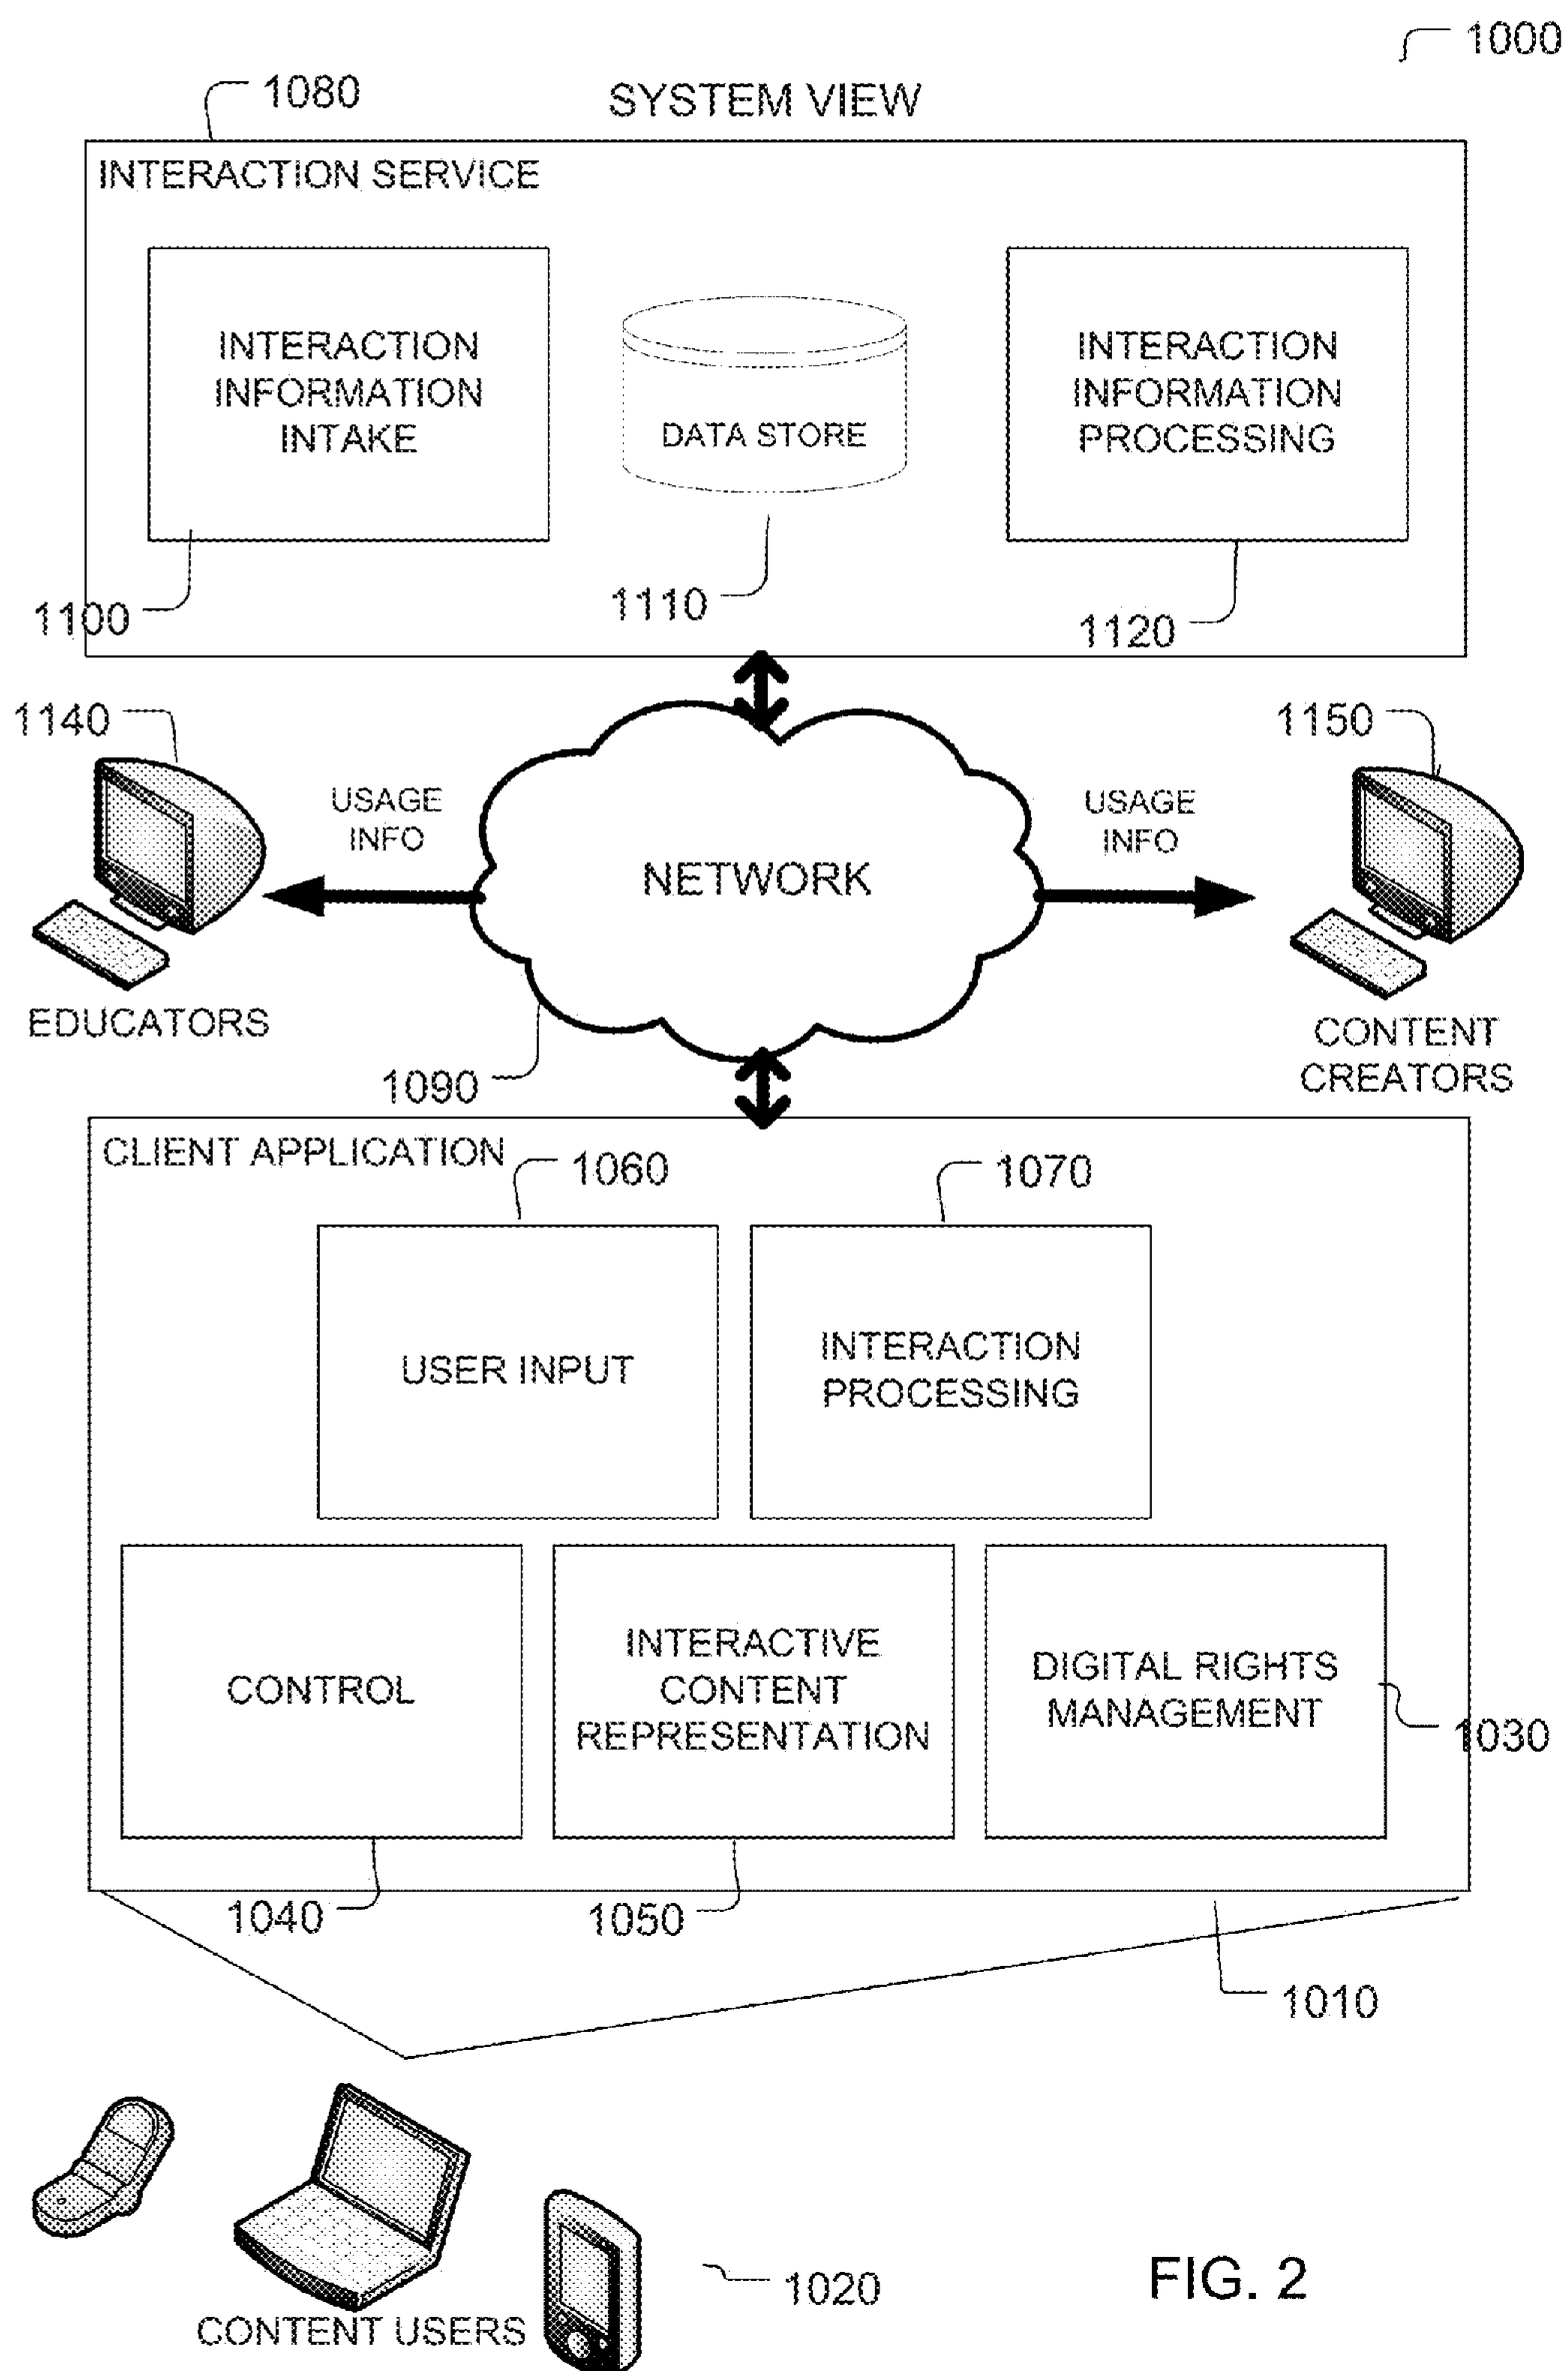 1000
1080
SYSTEM VIEW
INTERACTION SERVICE
INTERACTION
INFORMATION
INTAKE
DATA STORE
INTERACTION
INFORMATION
PROCESSING
1100
1110
1120
1140
1150
USAGE
INFO
USAGE
INFO
NETWORK
EDUCATORS
CONTENT
CREATORS
1090
CLIENT APPLICATION
1060
1070
USER INPUT
INTERACTION
PROCESSING
CONTROL
INTERACTIVE
CONTENT
REPRESENTATION
DIGITAL RIGHTS
MANAGEMENT
1030
1040
1050
1010
1020
CONTENT USERS
FIG. 2